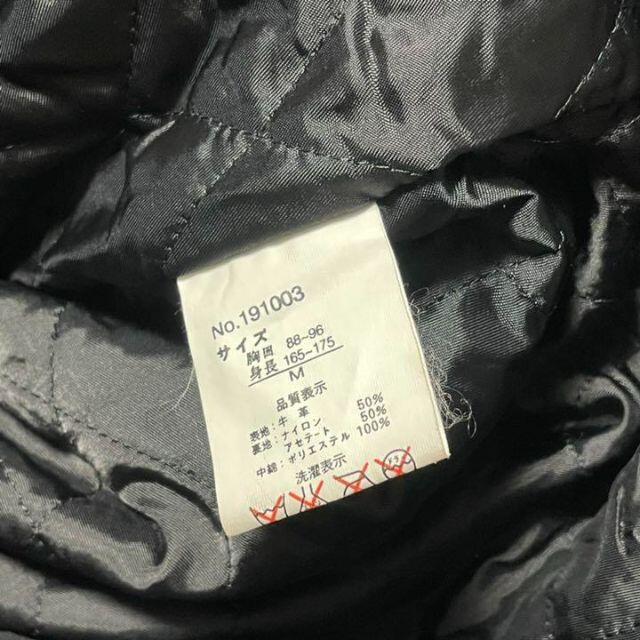 No.191003
サイズ
胸囲 88-96
身長 165-175
M
品質表示
表地: 牛革
裏地: ナイロン 50%
アセテート 50%
中綿: ポリエステル 100%
洗濯表示